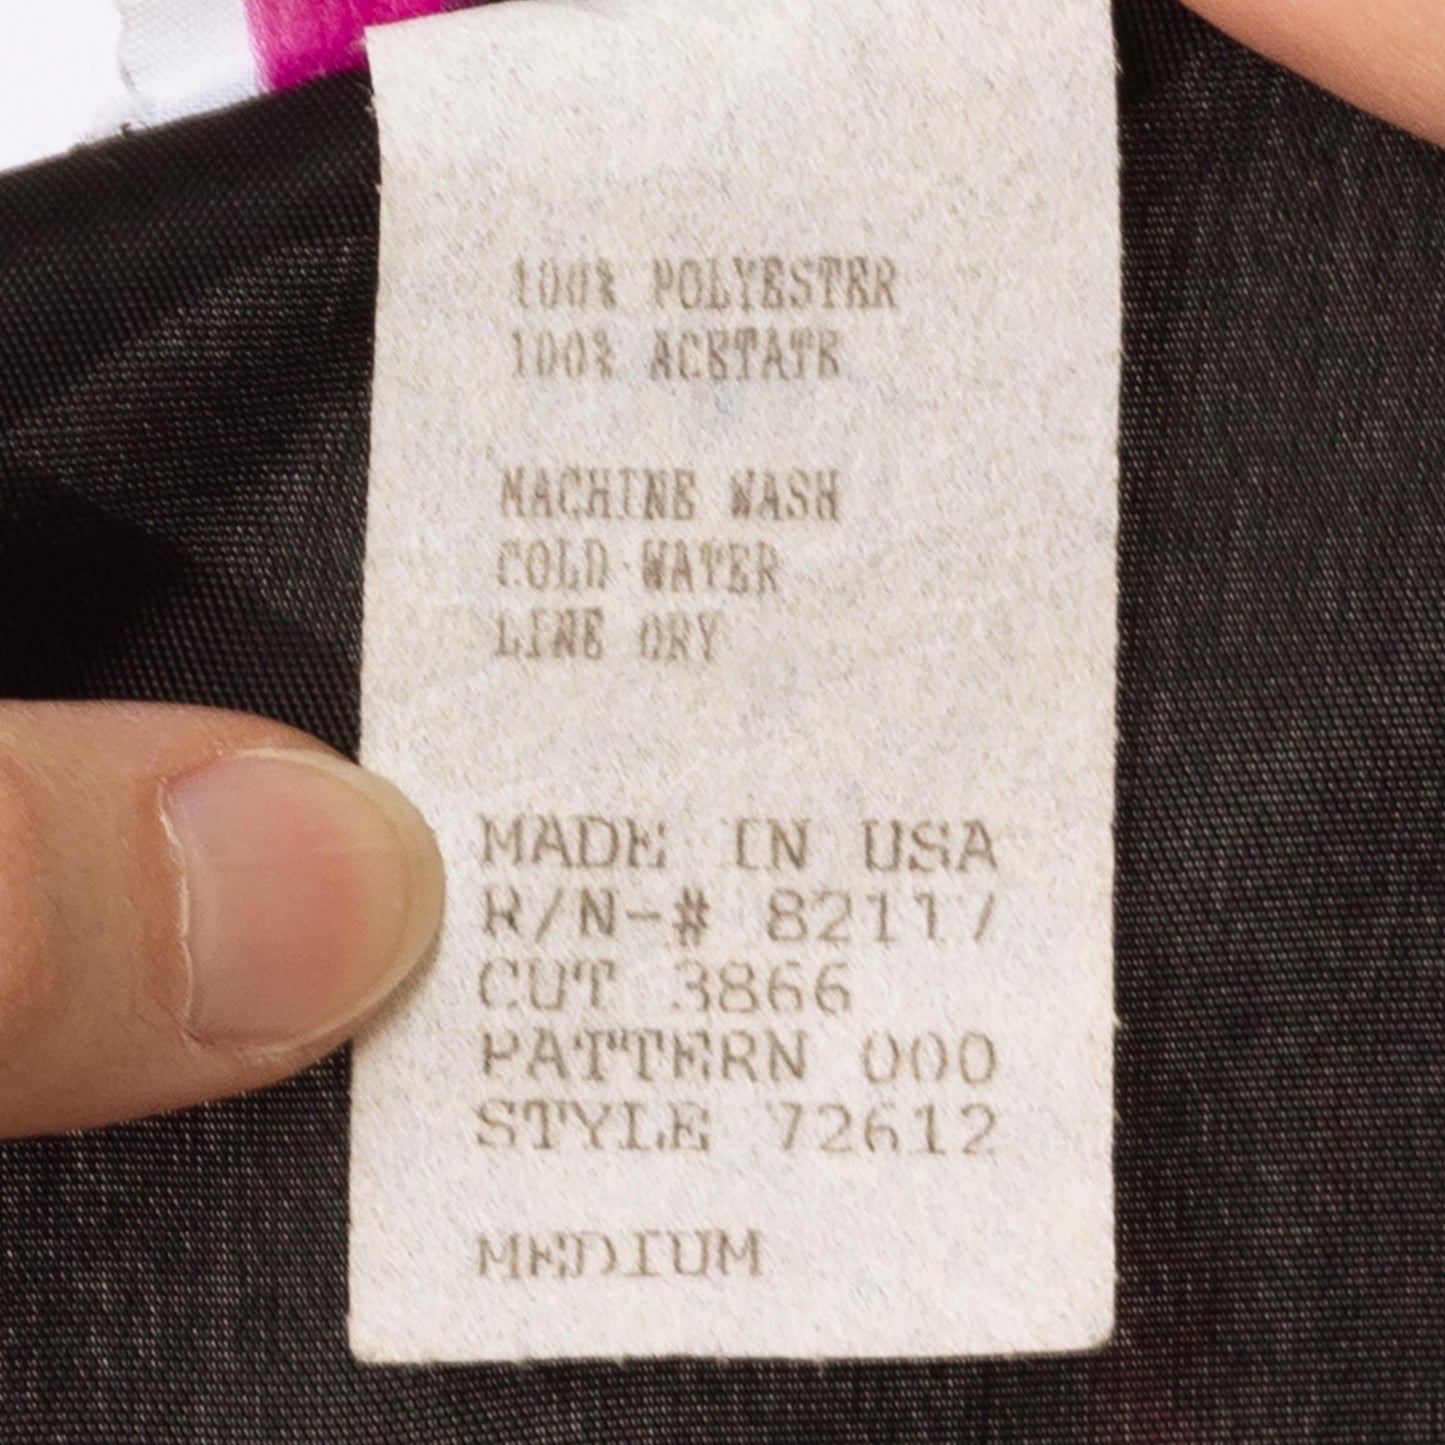 100% POLYESTER
100% ACETATE
MACHINE WASH
COLD WATER
LINE DRY
MADE IN USA
R/N-# 82117
CUT 3866
PATTERN 000
STYLE 72612
MEDIUM